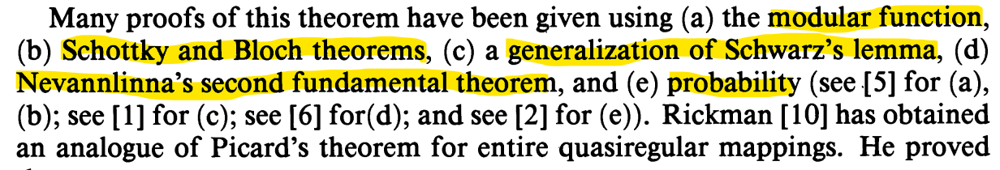 Many proofs of this theorem have been given using (a) the modular function,
(b) Schottky and Bloch theorems, (c) a generalization of Schwarz's lemma, (d)
Nevannlinna's second fundamental theorem, and (e) probability (see [5] for (a),
(b); see [1] for (c); see [6] for(d); and see [2] for (e)). Rickman [10] has obtained
an analogue of Picard's theorem for entire quasiregular mappings. He proved